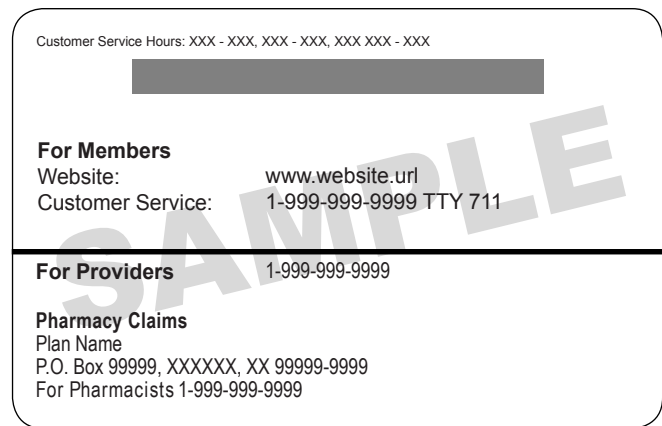 Customer Service Hours: XXX - XXX, XXX - XXX, XXX XXX - XXX
SAMPLE
For Members
Website: www.website.url
Customer Service: 1-999-999-9999 TTY 711
For Providers 1-999-999-9999
Pharmacy Claims
Plan Name
P.O. Box 99999, XXXXXX, XX 99999-9999
For Pharmacists 1-999-999-9999